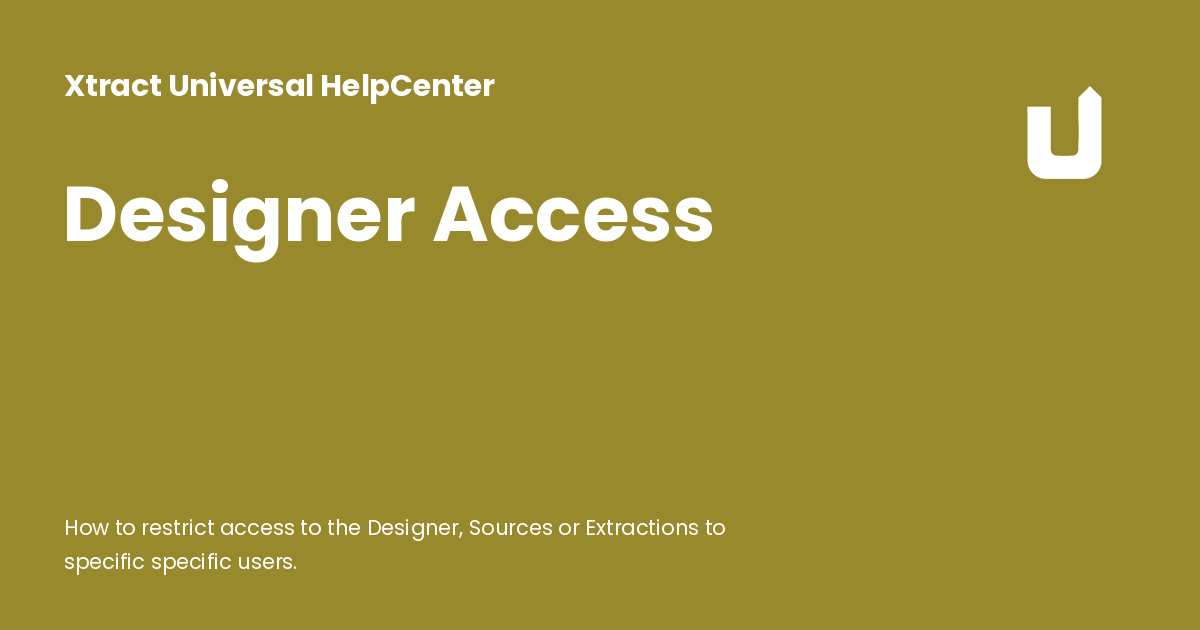 Xtract Universal HelpCenter
Designer Access
How to restrict access to the Designer, Sources or Extractions to
specific specific users.